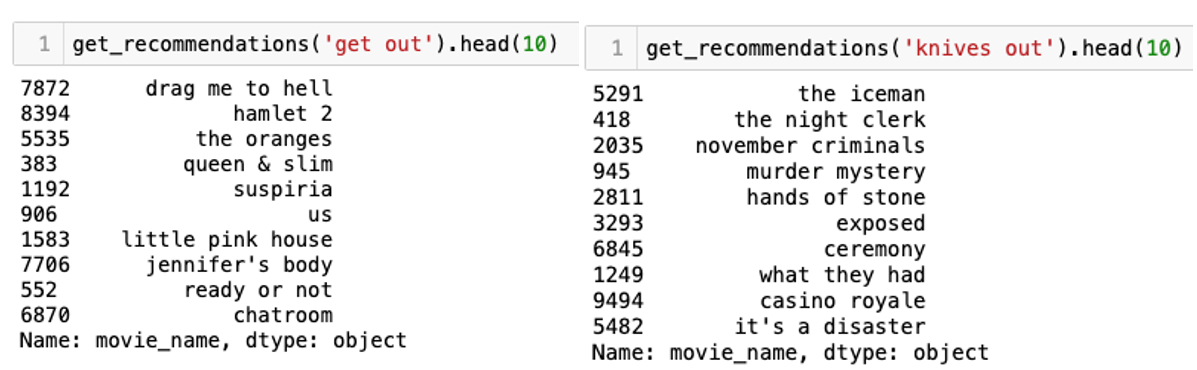 1 get_recommendations('get out').head(10)
7872 drag me to hell
8394 hamlet 2
5535 the oranges
383 queen & slim
1192 suspiria
906 us
1583 little pink house
7706 jennifer's body
552 ready or not
6870 chatroom
Name: movie_name, dtype: object
1 get_recommendations('knives out').head(10)
5291 the iceman
418 the night clerk
2035 november criminals
945 murder mystery
2811 hands of stone
3293 exposed
6845 ceremony
1249 what they had
9494 casino royale
5482 it's a disaster
Name: movie_name, dtype: object